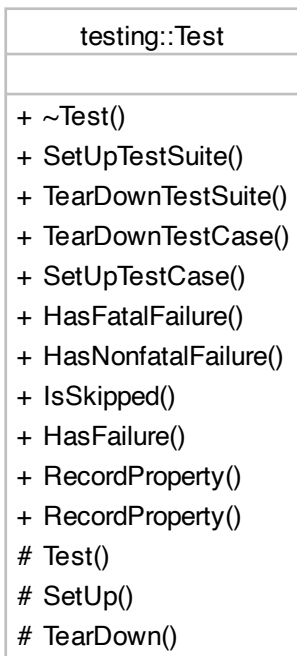 testing::Test
+ ~Test()
+ SetUpTestSuite()
+ TearDownTestSuite()
+ TearDownTestCase()
+ SetUpTestCase()
+ HasFatalFailure()
+ HasNonfatalFailure()
+ IsSkipped()
+ HasFailure()
+ RecordProperty()
+ RecordProperty()
# Test()
# SetUp()
# TearDown()